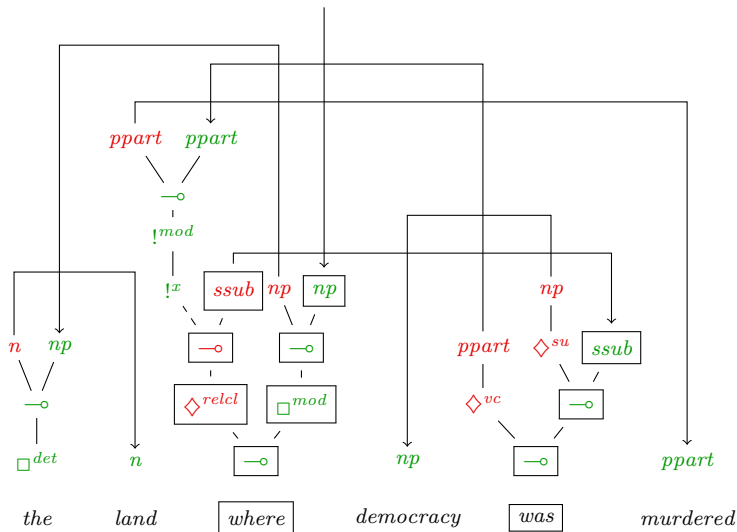 ppart ppart
⊸
!mod
!x ssub np np np
⊸ ⊸
n np ppart ◇su ssub
⊸ ◇relcl □mod ◇vc ⊸
□det n ⊸ np ⊸ ppart
the land where democracy was murdered